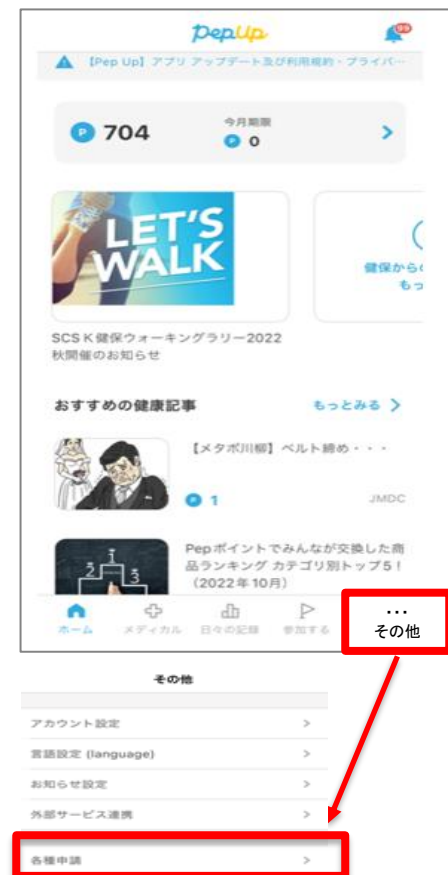 PepUp
99
【Pep Up】アプリ アップデート及び利用規約・プライバ…
P 704
今月期限
P 0
LET'S
WALK
健保から
もっ
SCSK健保ウォーキングラリー2022
秋開催のお知らせ
おすすめの健康記事
もっとみる
【メタボ川柳】ベルト締め・・・
P 1
JMDC
Pepポイントでみんなが交換した商
品ランキング カテゴリ別トップ5!
(2022年10月)
1
2
3
ホーム
メディカル
日々の記録
参加する
その他
その他
アカウント設定
言語設定 (language)
お知らせ設定
外部サービス連携
各種申請